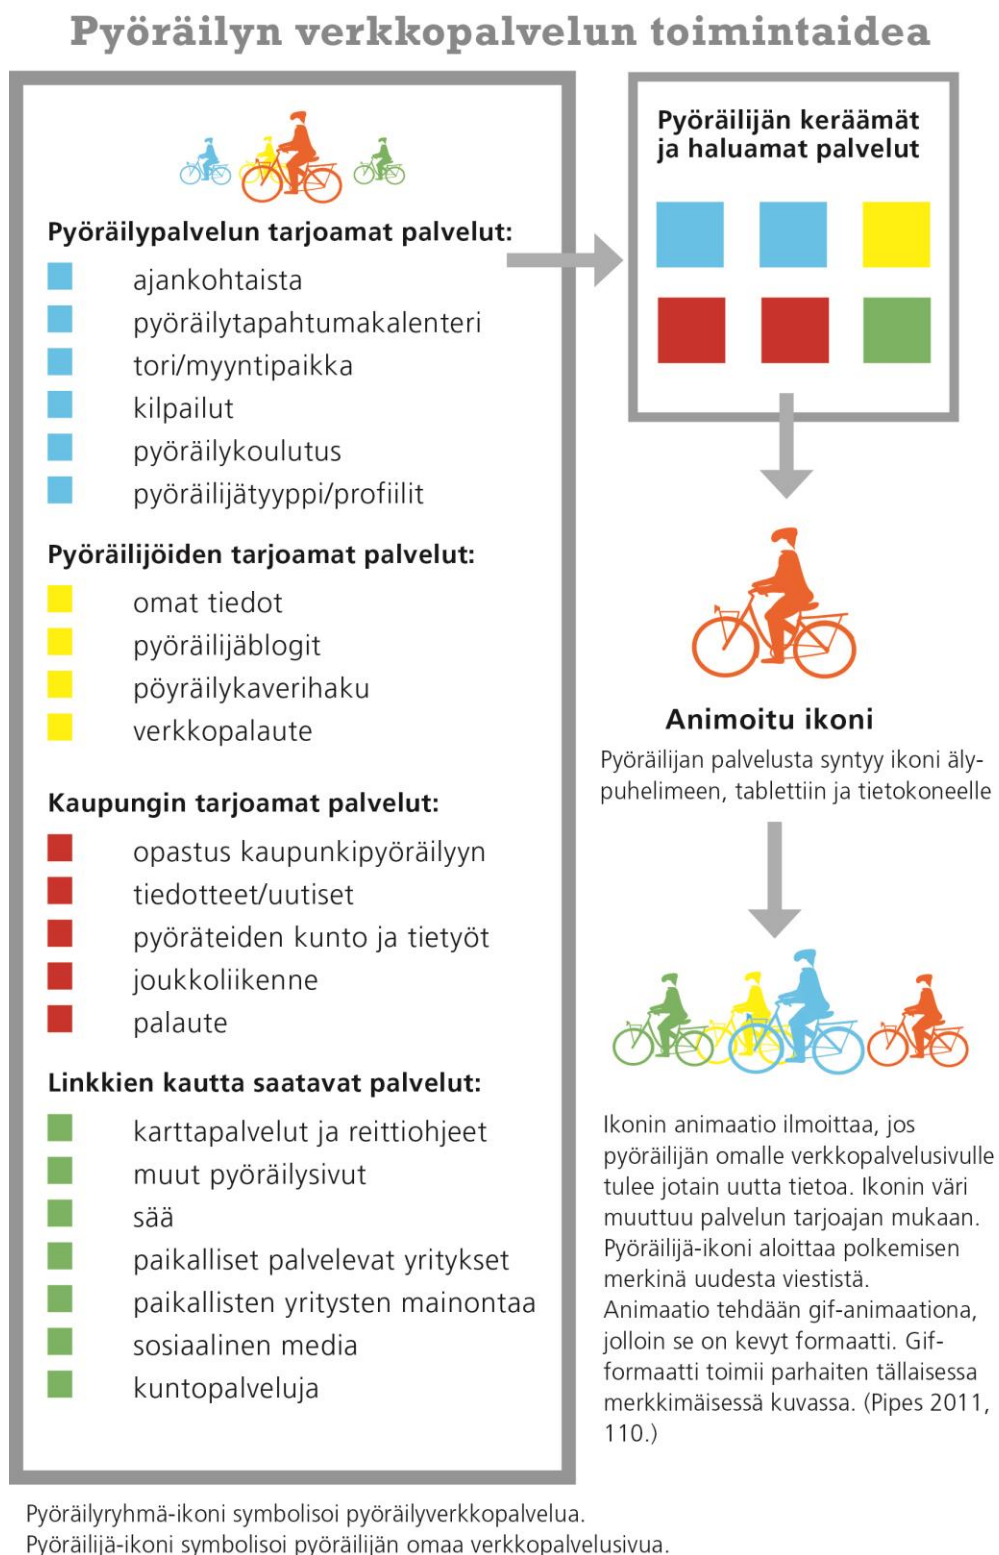 Pyöräilyn verkkopalvelun toimintaidea
Pyöräilypalvelun tarjoamat palvelut:
ajankohtaista
pyöräilytapahtumakalenteri
tori/myyntipaikka
kilpailut
pyöräilykoulutus
pyöräilijätyyppi/profiilit
Pyöräilijöiden tarjoamat palvelut:
omat tiedot
pyöräilijäblogit
pöyräilykaverihaku
verkkopalaute
Kaupungin tarjoamat palvelut:
opastus kaupunkipyöräilyyn
tiedotteet/uutiset
pyöräteiden kunto ja tietyöt
joukkoliikenne
palaute
Linkkien kautta saatavat palvelut:
karttapalvelut ja reittiohjeet
muut pyöräilysivut
sää
paikalliset palvelevat yritykset
paikallisten yritysten mainontaa
sosiaalinen media
kuntopalveluja
Pyöräilijän keräämät
ja haluamat palvelut
Animoitu ikoni
Pyöräilijan palvelusta syntyy ikoni äly-
puhelimeen, tablettiin ja tietokoneelle
Ikonin animaatio ilmoittaa, jos
pyöräilijän omalle verkkopalvelusivulle
tulee jotain uutta tietoa. Ikonin väri
muuttuu palvelun tarjoajan mukaan.
Pyöräilijä-ikoni aloittaa polkemisen
merkinä uudesta viestistä.
Animaatio tehdään gif-animaationa,
jolloin se on kevyt formaatti. Gif-
formaatti toimii parhaiten tällaisessa
merkkimäisessä kuvassa. (Pipes 2011,
110.)
Pyöräilyryhmä-ikoni symbolisoi pyöräilyverkkopalvelua.
Pyöräilijä-ikoni symbolisoi pyöräilijän omaa verkkopalvelusivua.